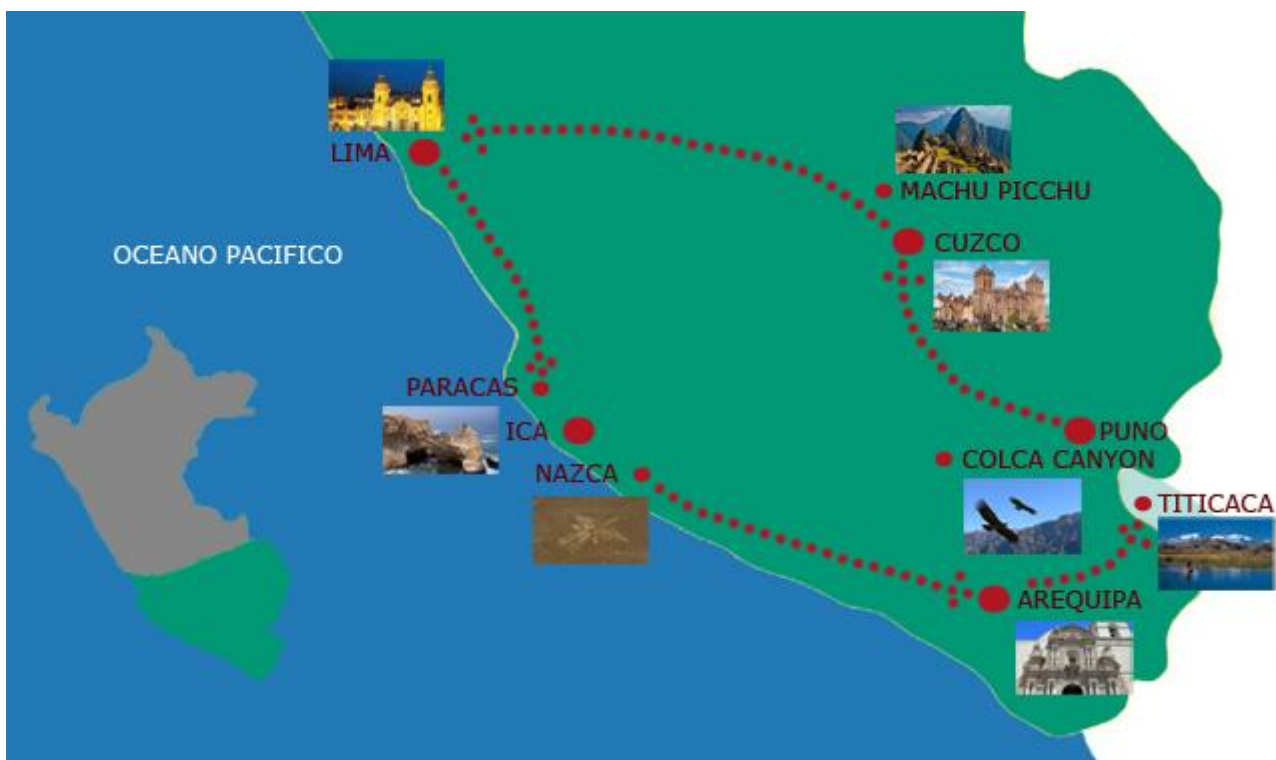 LIMA
MACHU PICCHU
CUZCO
OCEANO PACIFICO
PARACAS
ICA
PUNO
COLCA CANYON
NAZCA
TITICACA
AREQUIPA